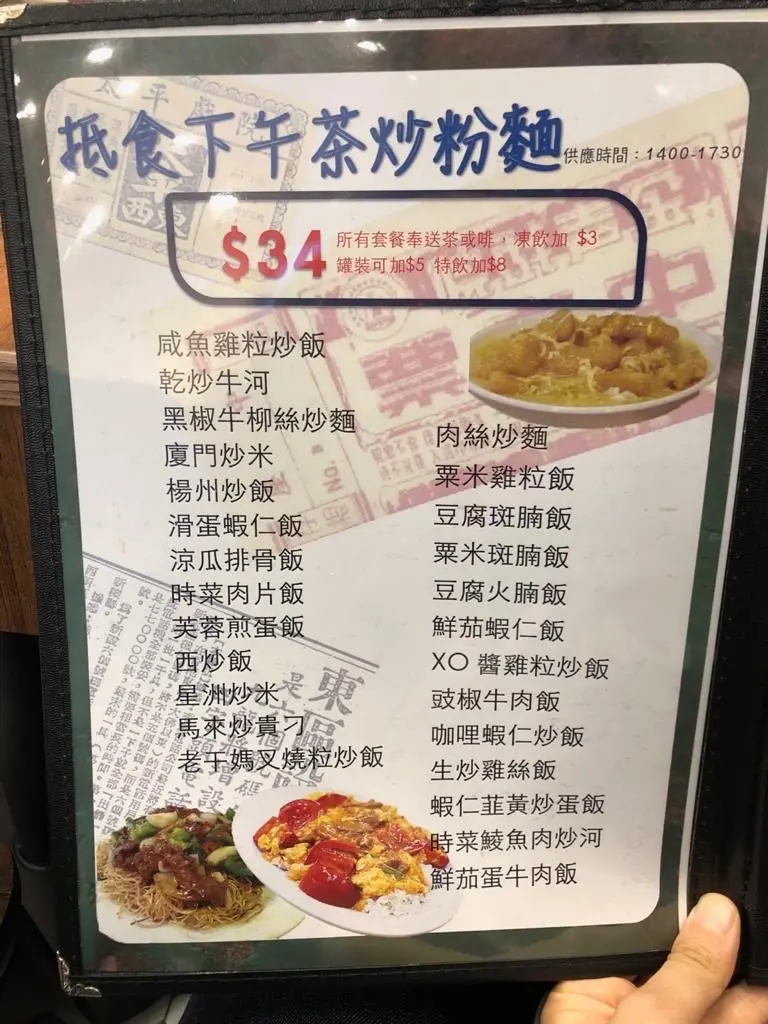 抵食下午茶炒粉麵
供應時間：1400-1730
$34
所有套餐奉送茶或啡，凍飲加 $3
罐裝可加$5 特飲加$8
咸魚雞粒炒飯
乾炒牛河
黑椒牛柳絲炒麵
廈門炒米
楊州炒飯
滑蛋蝦仁飯
涼瓜排骨飯
時菜肉片飯
芙蓉煎蛋飯
西炒飯
星洲炒米
馬來炒貴刁
老干媽叉燒粒炒飯
肉絲炒麵
粟米雞粒飯
豆腐斑腩飯
粟米斑腩飯
豆腐火腩飯
鮮茄蝦仁飯
XO 醬雞粒炒飯
豉椒牛肉飯
咖哩蝦仁炒飯
生炒雞絲飯
蝦仁韮黃炒蛋飯
時菜鯪魚肉炒河
鮮茄蛋牛肉飯
東區
NO. B